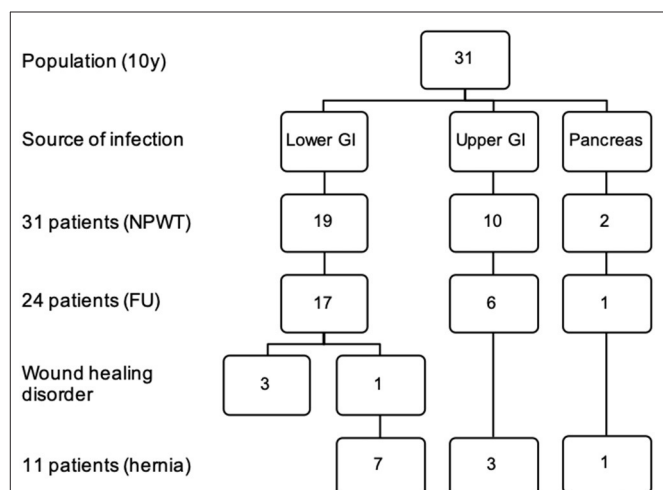 Population (10y) 31
Source of infection Lower GI Upper GI Pancreas
31 patients (NPWT) 19 10 2
24 patients (FU) 17 6 1
Wound healing
disorder 3 1
11 patients (hernia) 7 3 1